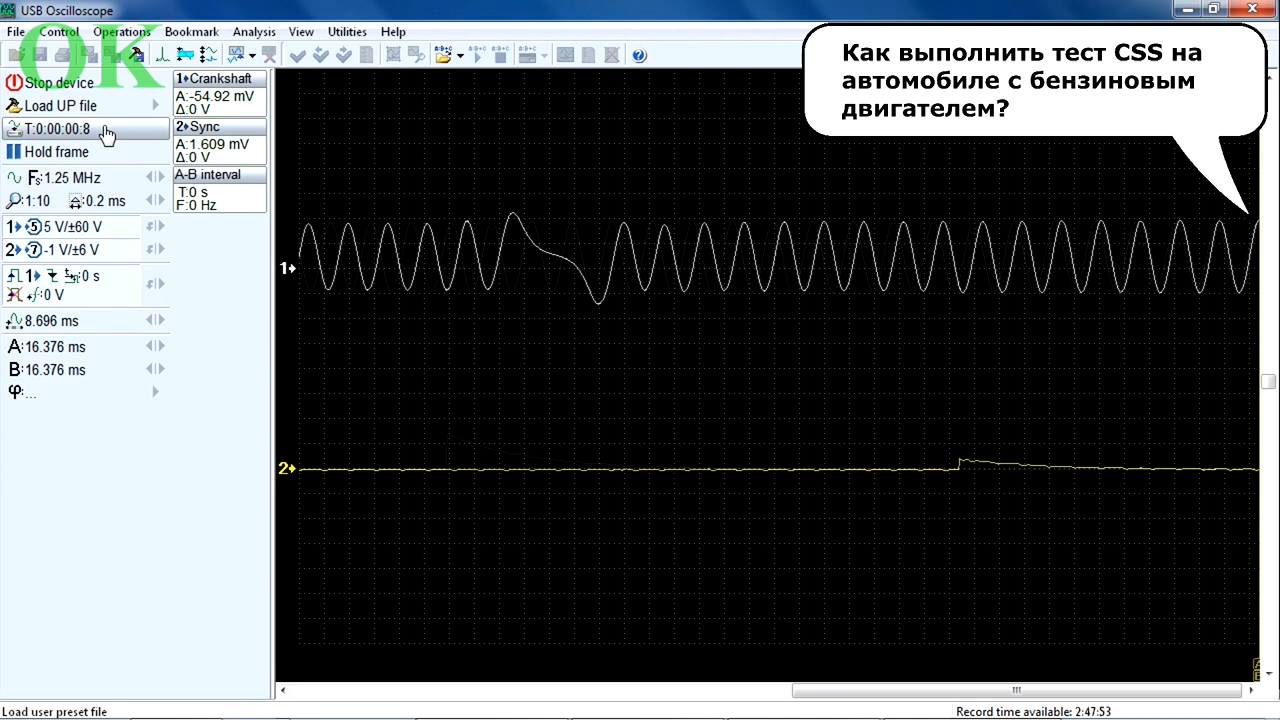 USB Oscilloscope
File Control Operations Bookmark Analysis View Utilities Help
OK
Как выполнить тест CSS на
автомобиле с бензиновым
двигателем?
Stop device
Load UP file
T:0:00:00:8
Hold frame
Fs:1.25 MHz
1:10 0.2 ms
1 5 5 V/±60 V
2 7 -1 V/±6 V
1 0 s
0 V
8.696 ms
A:16.376 ms
B:16.376 ms
φ:...
1 Crankshaft
A:-54.92 mV
Δ:0 V
2 Sync
A:1.609 mV
Δ:0 V
A-B interval
T:0 s
F:0 Hz
1
2
Load user preset file
Record time available: 2:47:53